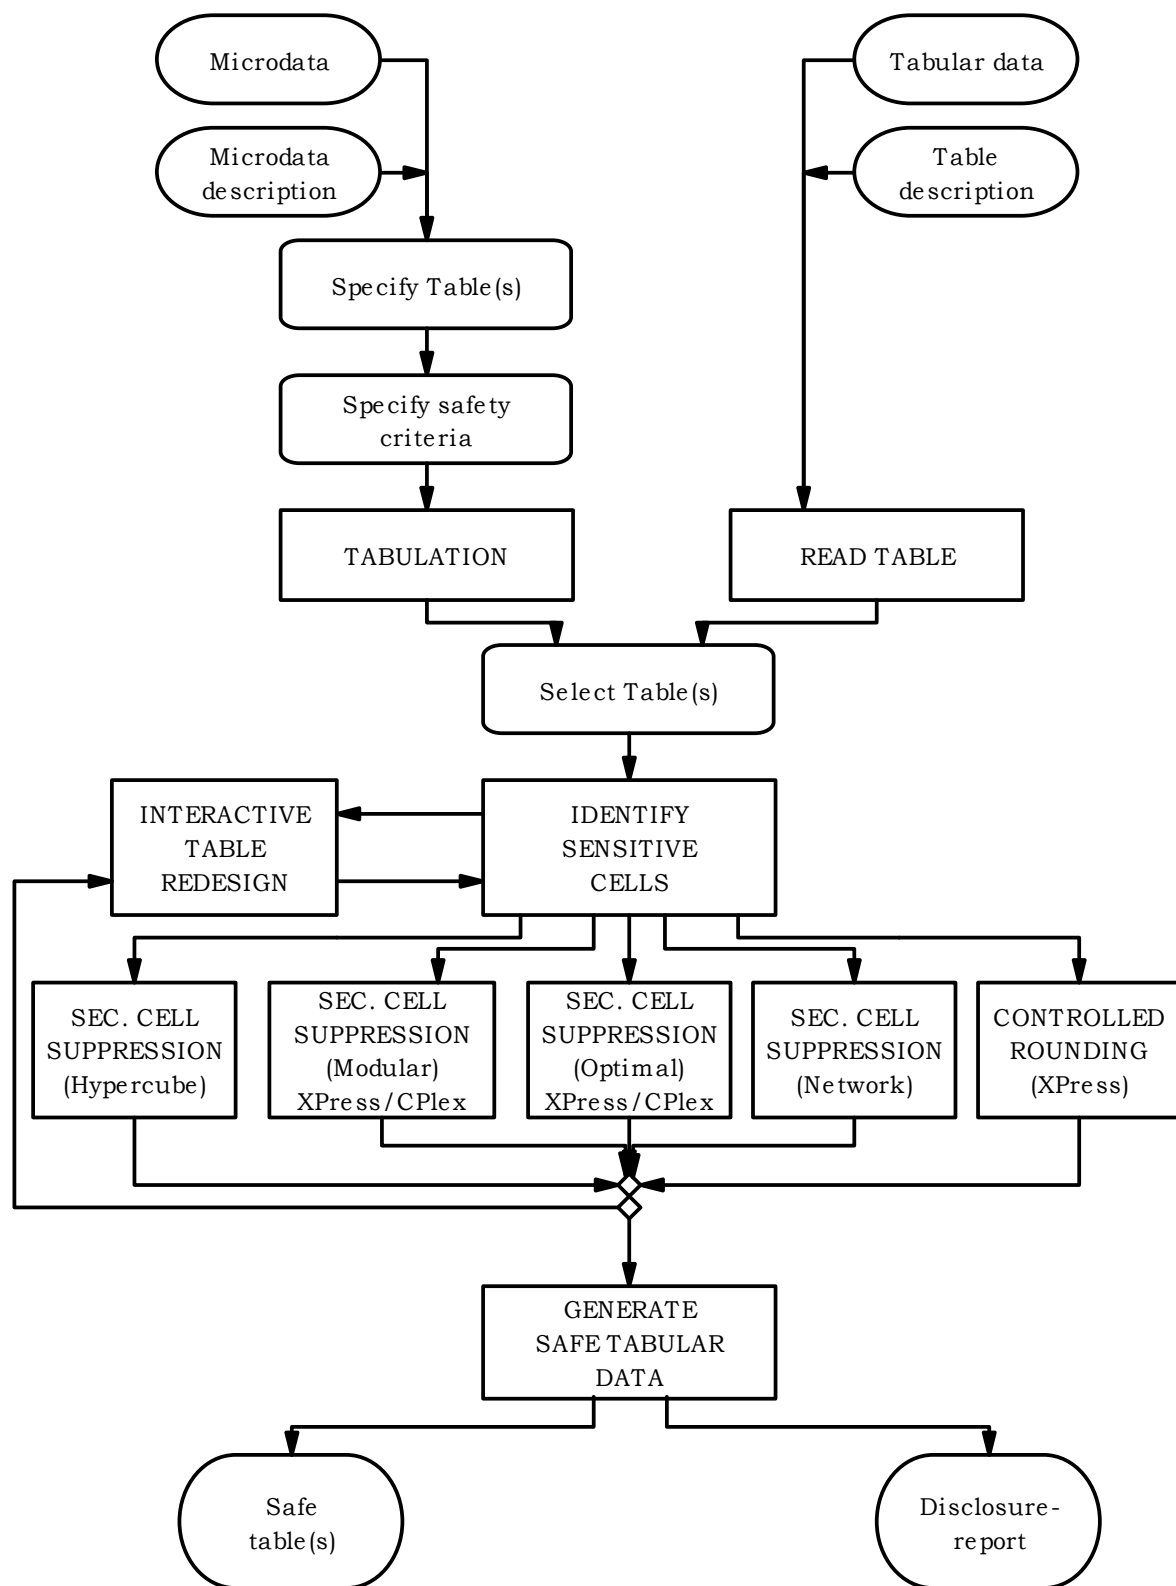 Microdata
Tabular data
Microdata
description
Table
description
Specify Table(s)
Specify safety
criteria
TABULATION
READ TABLE
Select Table(s)
INTERACTIVE
TABLE
REDESIGN
IDENTIFY
SENSITIVE
CELLS
SEC. CELL
SUPPRESSION
(Hypercube)
SEC. CELL
SUPPRESSION
(Modular)
XPress/CPlex
SEC. CELL
SUPPRESSION
(Optimal)
XPress/CPlex
SEC. CELL
SUPPRESSION
(Network)
CONTROLLED
ROUNDING
(XPress)
GENERATE
SAFE TABULAR
DATA
Safe
table(s)
Disclosure-
report